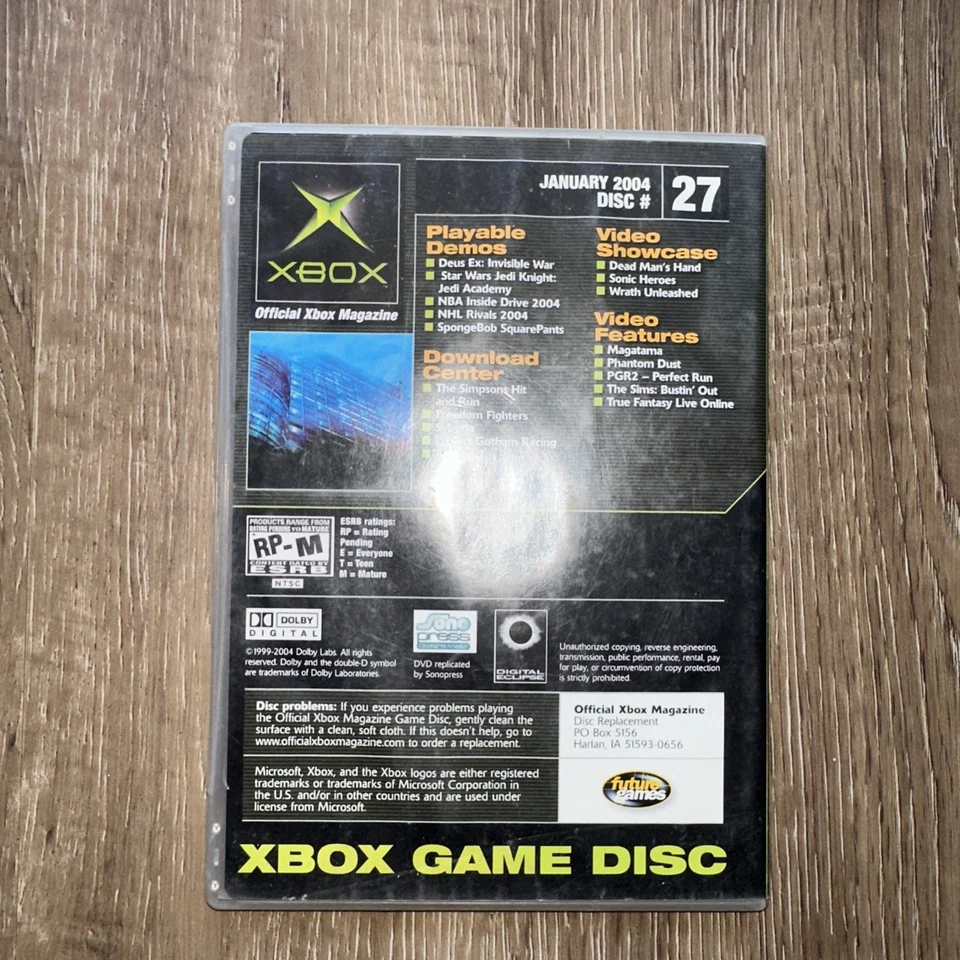 JANUARY 2004
DISC #
27
XBOX
Official Xbox Magazine
Playable
Demos
Deus Ex: Invisible War
Star Wars Jedi Knight:
Jedi Academy
NBA Inside Drive 2004
NHL Rivals 2004
SpongeBob SquarePants
Download
Center
The Simpsons Hit
and Run
Freedom Fighters
Gotham Racing
Video
Showcase
Dead Man's Hand
Sonic Heroes
Wrath Unleashed
Video
Features
Magatama
Phantom Dust
PGR2 – Perfect Run
The Sims: Bustin' Out
True Fantasy Live Online
PRODUCTS RANGE FROM
RATING PENDING TO MATURE
RP-M
CONTENT RATED BY
ESRB
NTSC
ESRB ratings:
RP = Rating
Pending
E = Everyone
T = Teen
M = Mature
DOLBY
DIGITAL
©1999-2004 Dolby Labs. All rights
reserved. Dolby and the double-D symbol
are trademarks of Dolby Laboratories.
Sono
press
DVD replicated
by Sonopress
DIGITAL
ECLIPSE
Unauthorized copying, reverse engineering,
transmission, public performance, rental, pay
for play, or circumvention of copy protection
is strictly prohibited.
Disc problems: If you experience problems playing
the Official Xbox Magazine Game Disc, gently clean the
surface with a clean, soft cloth. If this doesn't help, go to
www.officialxboxmagazine.com to order a replacement.
Official Xbox Magazine
Disc Replacement
PO Box 5156
Harlan, IA 51593-0656
Microsoft, Xbox, and the Xbox logos are either registered
trademarks or trademarks of Microsoft Corporation in
the U.S. and/or in other countries and are used under
license from Microsoft.
future
games
XBOX GAME DISC